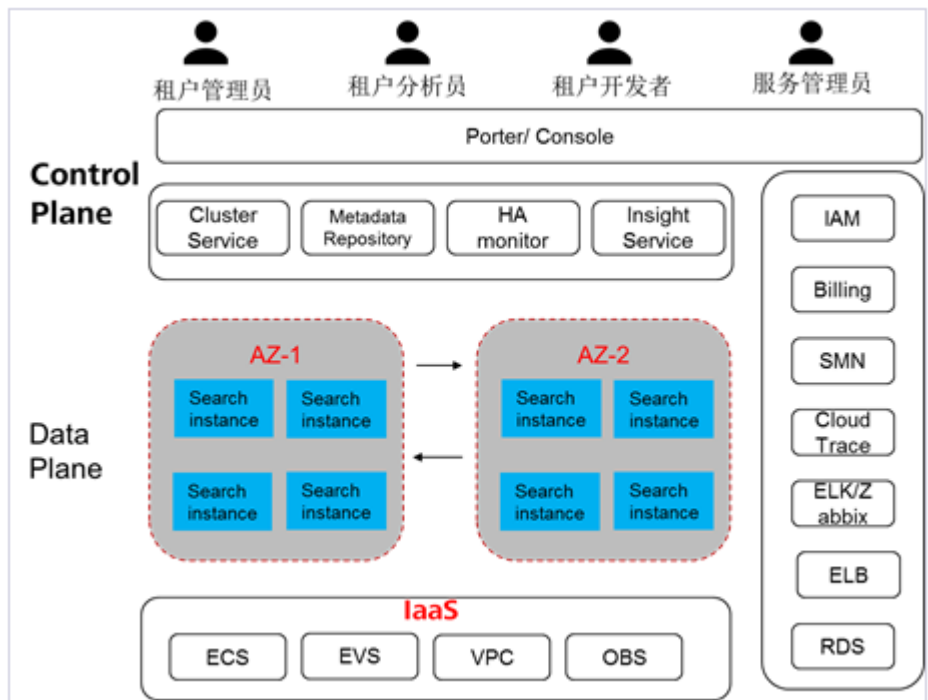 租户管理员
租户分析员
租户开发者
服务管理员
Porter/ Console
Control
Plane
Cluster
Service
Metadata
Repository
HA
monitor
Insight
Service
IAM
Billing
SMN
Cloud
Trace
ELK/Z
abbix
ELB
RDS
Data
Plane
AZ-1
Search
instance
Search
instance
Search
instance
Search
instance
AZ-2
Search
instance
Search
instance
Search
instance
Search
instance
IaaS
ECS
EVS
VPC
OBS